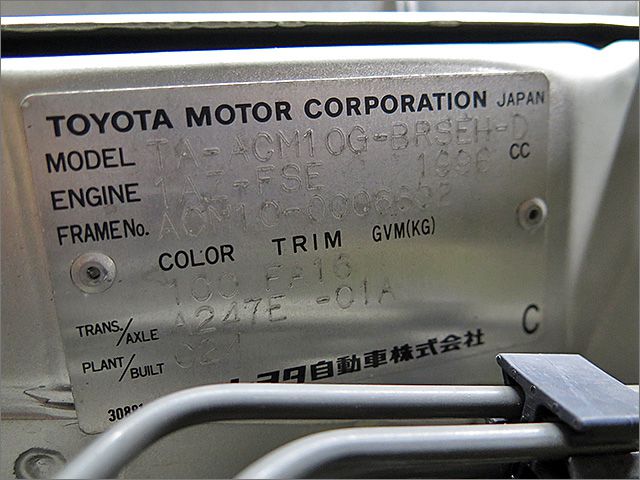 TOYOTA MOTOR CORPORATION JAPAN
MODEL TA-ACM10G-BRSEH-D
ENGINE 1AZ-FSE 1998 CC
FRAME No. ACM10-
COLOR TRIM GVM(KG)
100 FA16
TRANS./AXLE A247E -01A
PLANT/BUILT
C
トヨタ自動車株式会社